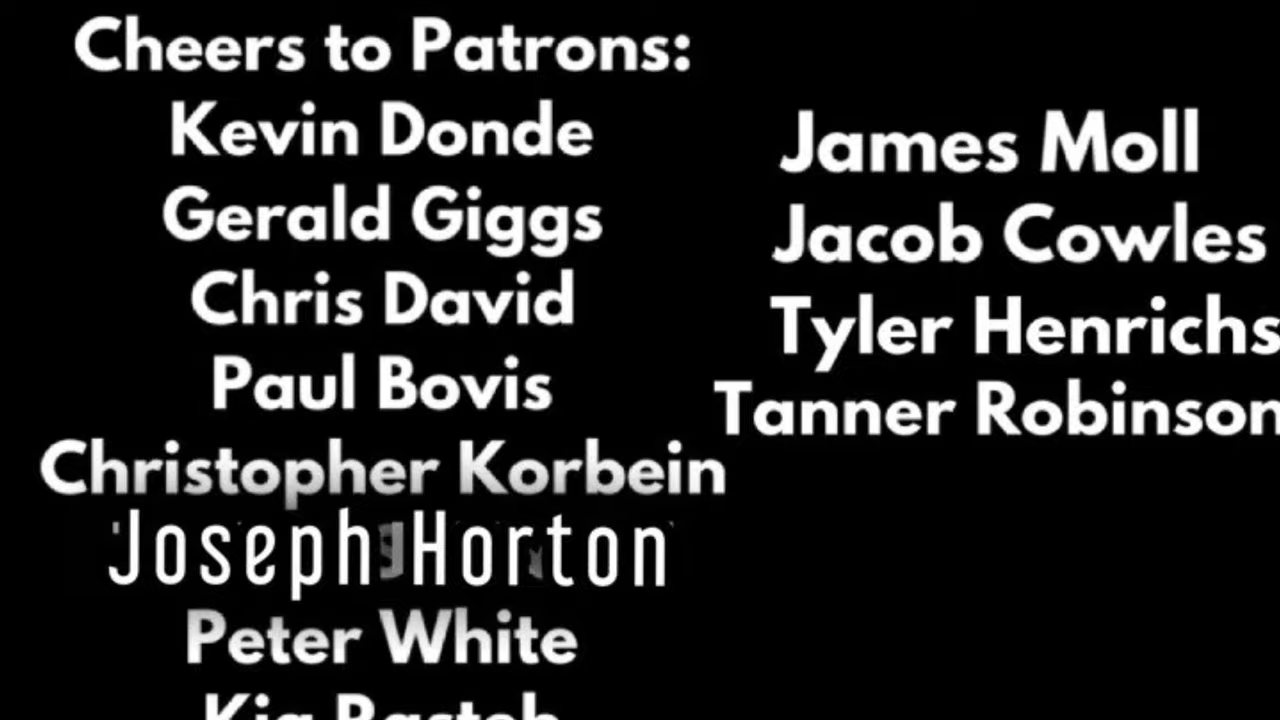 Cheers to Patrons:
Kevin Donde
Gerald Giggs
Chris David
Paul Bovis
Christopher Korbein
Joseph Horton
Peter White
James Moll
Jacob Cowles
Tyler Henrichs
Tanner Robinson